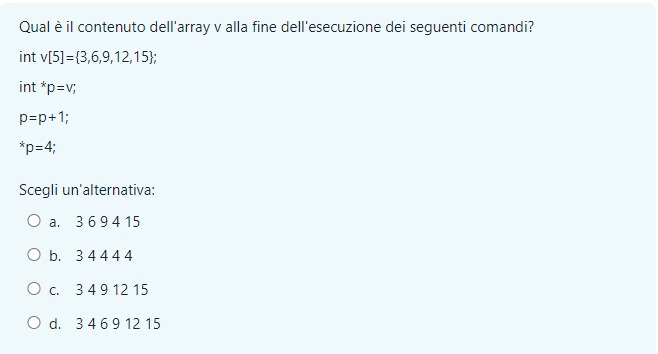 Qual è il contenuto dell'array v alla fine dell'esecuzione dei seguenti comandi?
int v[5]={3,6,9,12,15};
int *p=v;
p=p+1;
*p=4;
Scegli un'alternativa:
a. 3 6 9 4 15
b. 3 4 4 4 4
c. 3 4 9 12 15
d. 3 4 6 9 12 15